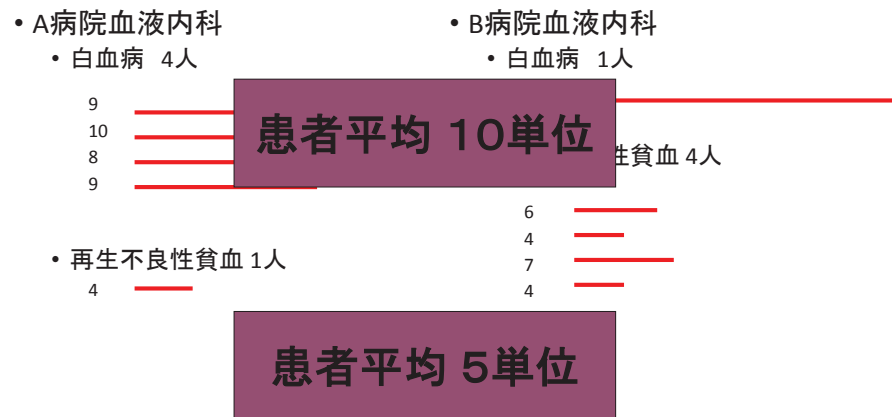 • A病院血液内科
• 白血病 4人
9
10
8
9
• 再生不良性貧血 1人
4
• B病院血液内科
• 白血病 1人
性貧血 4人
6
4
7
4
患者平均 10単位
患者平均 5単位